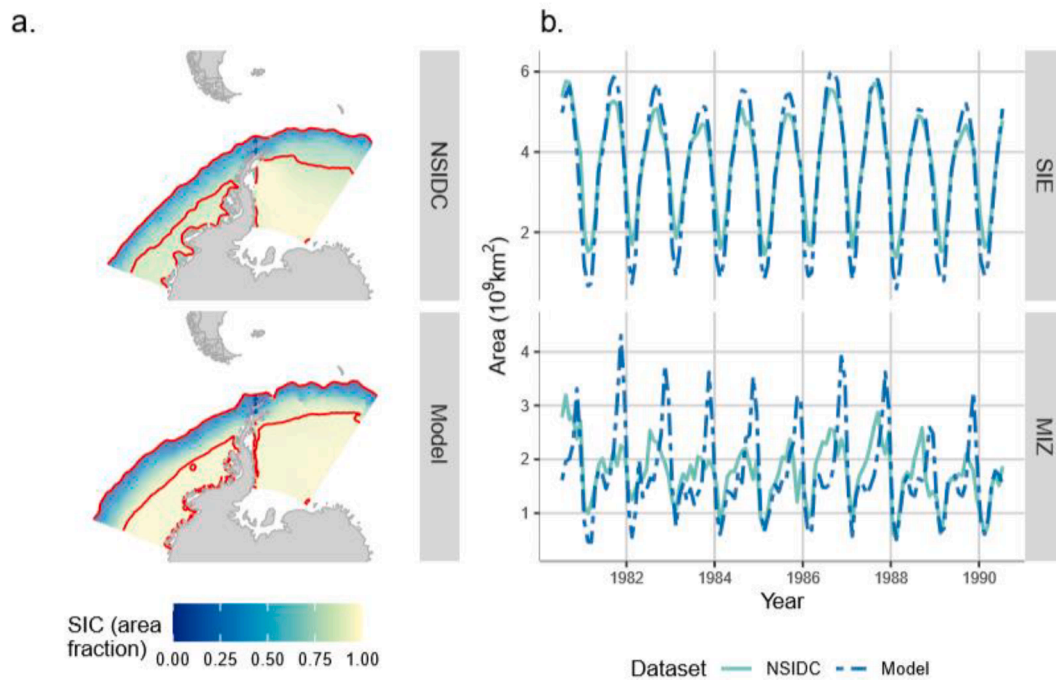 a.
b.
NSIDC
Model
SIC (area
fraction)
0.00 0.25 0.50 0.75 1.00
Area (10⁹km²)
6
4
2
SIE
4
3
2
1
MIZ
1982 1984 1986 1988 1990
Year
Dataset NSIDC Model